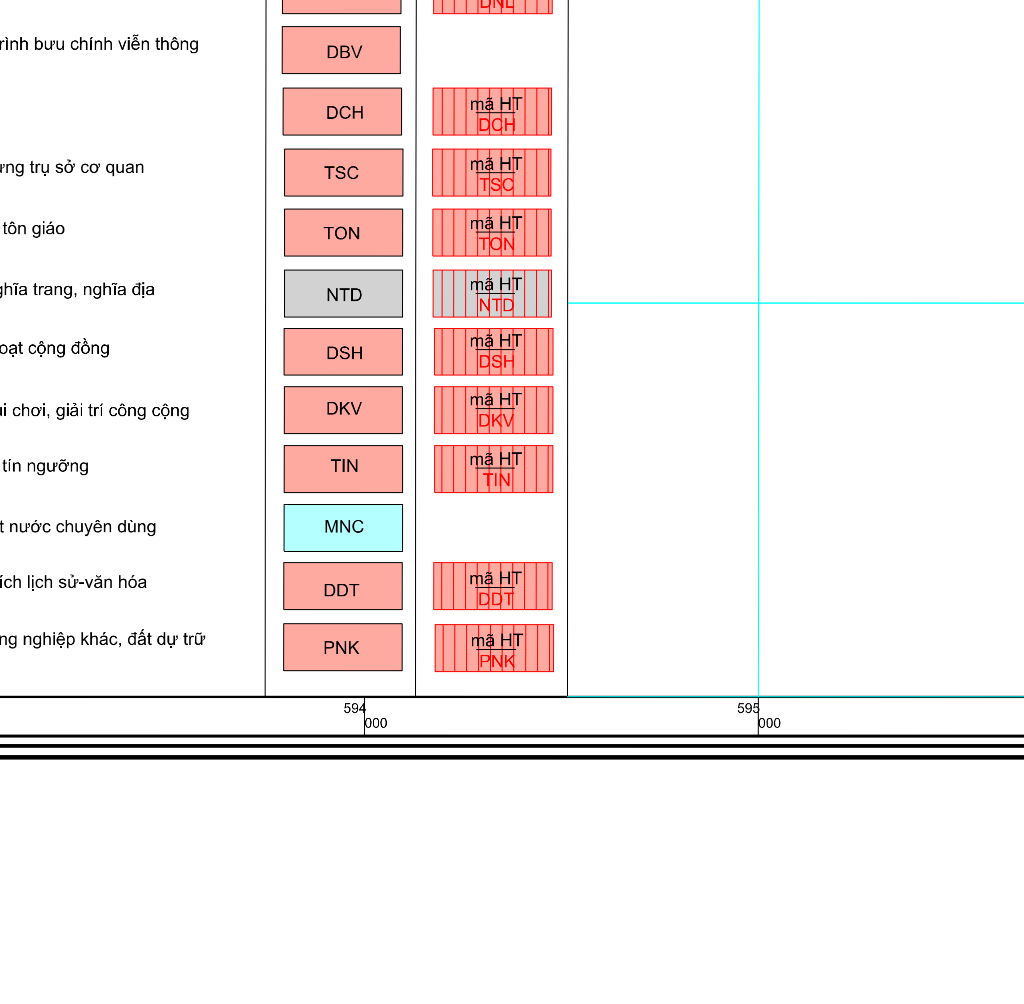 DNL
rình bưu chính viễn thông DBV
DCH mã HT
DCH
ựng trụ sở cơ quan TSC mã HT
TSC
tôn giáo TON mã HT
TON
ghĩa trang, nghĩa địa NTD mã HT
NTD
oạt cộng đồng DSH mã HT
DSH
ui chơi, giải trí công cộng DKV mã HT
DKV
tín ngưỡng TIN mã HT
TIN
t nước chuyên dùng MNC
ích lịch sử-văn hóa DDT mã HT
DDT
ng nghiệp khác, đất dự trữ PNK mã HT
PNK
594 595
000 000